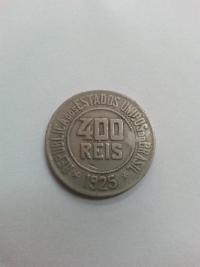 REPUBLICA DOS ESTADOS UNIDOS DO BRASIL
400
REIS
1925